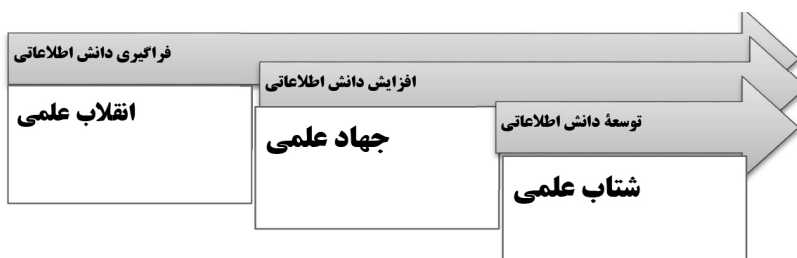 فراگیری دانش اطلاعاتی
انقلاب علمی
افزایش دانش اطلاعاتی
جهاد علمی
توسعهٔ دانش اطلاعاتی
شتاب علمی